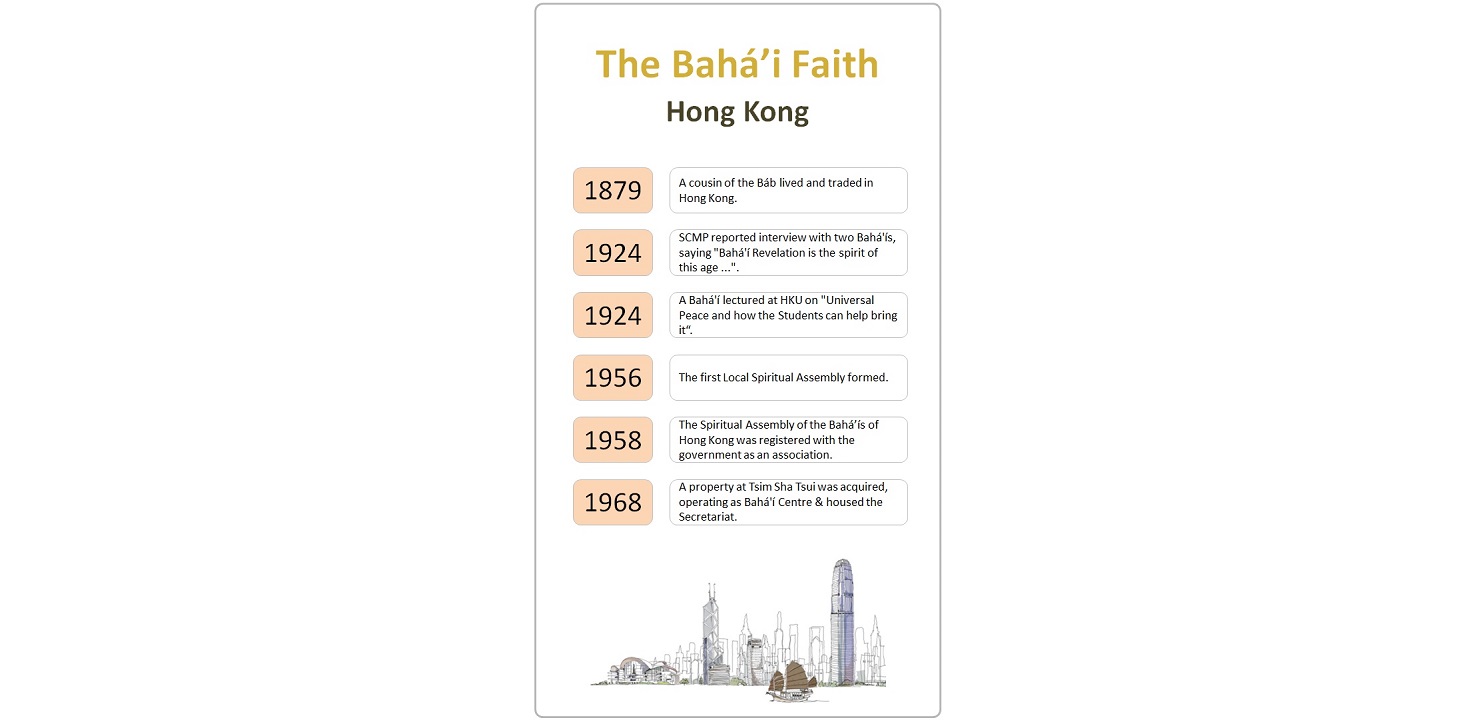 The Bahá’i Faith
Hong Kong
1879
A cousin of the Báb lived and traded in
Hong Kong.
1924
SCMP reported interview with two Bahá'ís,
saying "Bahá'í Revelation is the spirit of
this age ...".
1924
A Bahá'í lectured at HKU on "Universal
Peace and how the Students can help bring
it“.
1956
The first Local Spiritual Assembly formed.
1958
The Spiritual Assembly of the Bahá’ís of
Hong Kong was registered with the
government as an association.
1968
A property at Tsim Sha Tsui was acquired,
operating as Bahá'í Centre & housed the
Secretariat.